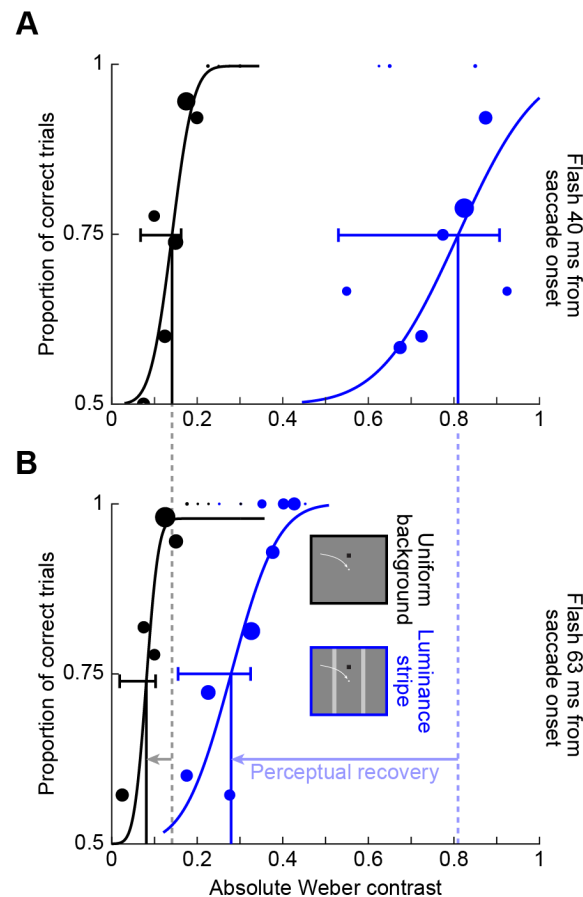 A
1
0.75
0.5
Proportion of correct trials
0
0.2
0.4
0.6
0.8
1
Flash 40 ms from
saccade onset
B
1
0.75
0.5
Proportion of correct trials
Uniform
background
Luminance
stripe
Perceptual recovery
0
0.2
0.4
0.6
0.8
1
Absolute Weber contrast
Flash 63 ms from
saccade onset